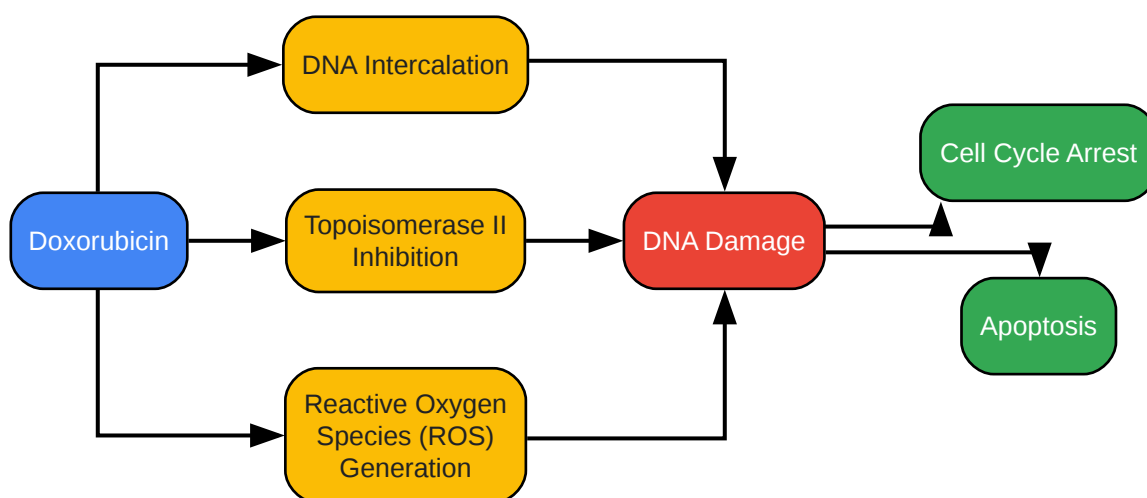 DNA Intercalation
Cell Cycle Arrest
Doxorubicin
Topoisomerase II
Inhibition
DNA Damage
Apoptosis
Reactive Oxygen
Species (ROS)
Generation